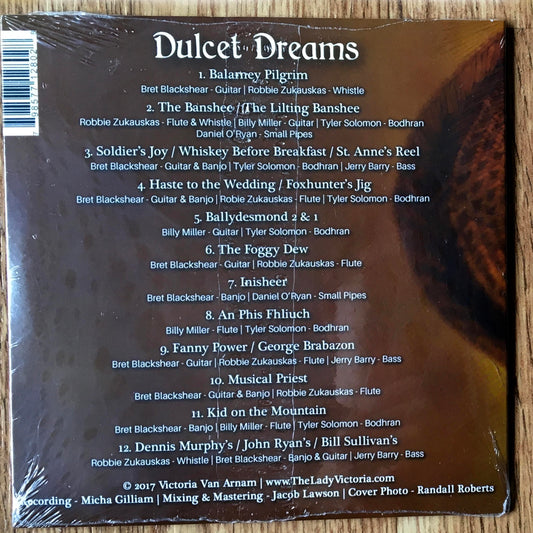 Dulcet Dreams
1. Balamey Pilgrim
Bret Blackshear - Guitar | Robbie Zukauskas - Whistle
2. The Banshee / The Lilting Banshee
Robbie Zukauskas - Flute & Whistle | Billy Miller - Guitar | Tyler Solomon - Bodhran
Daniel O'Ryan - Small Pipes
3. Soldier's Joy / Whiskey Before Breakfast / St. Anne's Reel
Bret Blackshear - Guitar & Banjo | Tyler Solomon - Bodhran | Jerry Barry - Bass
4. Haste to the Wedding / Foxhunter's Jig
Bret Blackshear - Guitar & Banjo | Robie Zukauskas - Flute | Tyler Solomon - Bodhran
5. Ballydesmond 2 & 1
Billy Miller - Guitar | Tyler Solomon - Bodhran
6. The Foggy Dew
Bret Blackshear - Guitar | Robbie Zukauskas - Flute
7. Inisheer
Bret Blackshear - Banjo | Daniel O'Ryan - Small Pipes
8. An Phis Fhliuch
Billy Miller - Flute | Tyler Solomon - Bodhran
9. Fanny Power / George Brabazon
Bret Blackshear - Guitar | Robbie Zukauskas - Flute | Jerry Barry - Bass
10. Musical Priest
Bret Blackshear - Guitar & Banjo | Robbie Zukauskas - Flute
11. Kid on the Mountain
Bret Blackshear - Banjo | Billy Miller - Flute | Tyler Solomon - Bodhran
12. Dennis Murphy's / John Ryan's / Bill Sullivan's
Robbie Zukauskas - Whistle | Bret Blackshear - Banjo & Guitar | Jerry Barry - Bass
© 2017 Victoria Van Arnam | www.TheLadyVictoria.com
Recording - Micha Gilliam | Mixing & Mastering - Jacob Lawson | Cover Photo - Randall Roberts